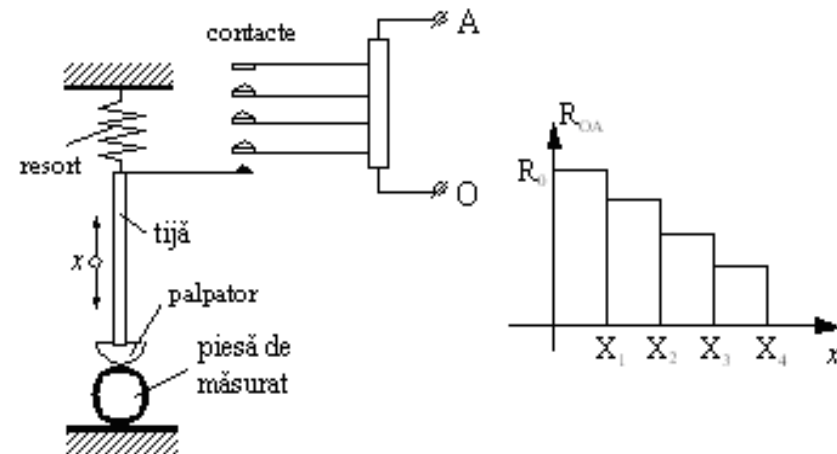 contacte
A
resort
O
tijă
x
palpator
piesă de
măsurat
R_OA
R_0
X_1 X_2 X_3 X_4 x